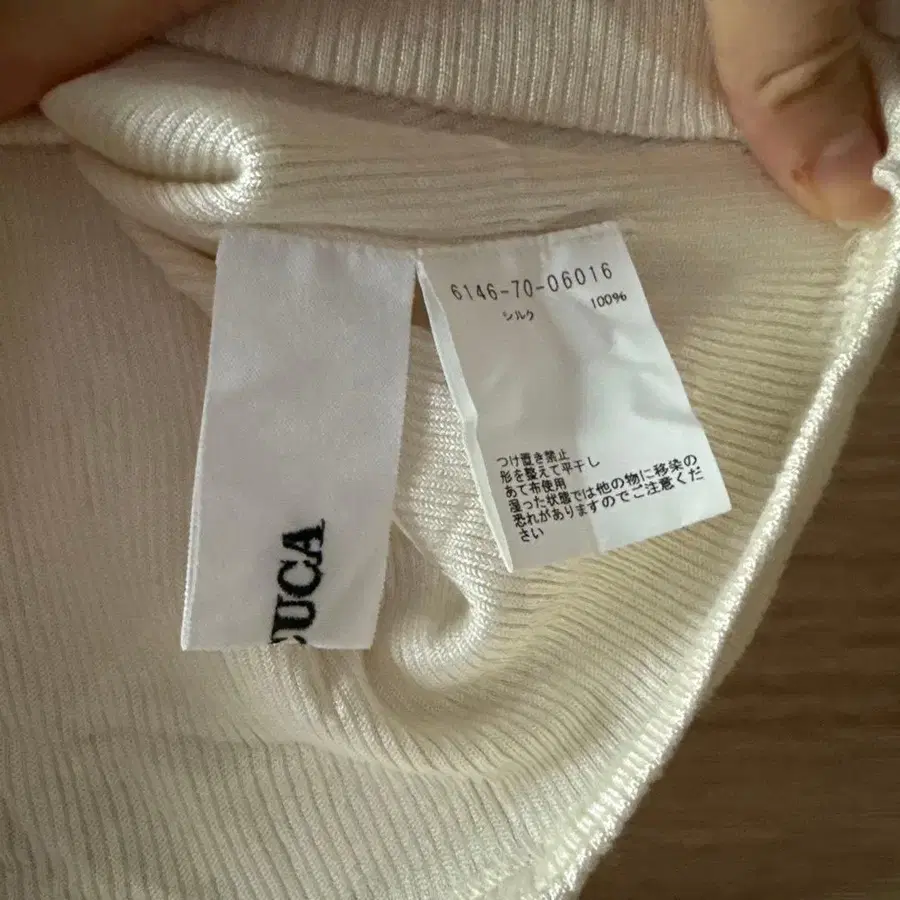 6146-70-06016
シルク 100%
つけ置き禁止
形を整えて平干し
あて布使用
湿った状態では他の物に移染の
恐れがありますのでご注意くだ
さい
UCA